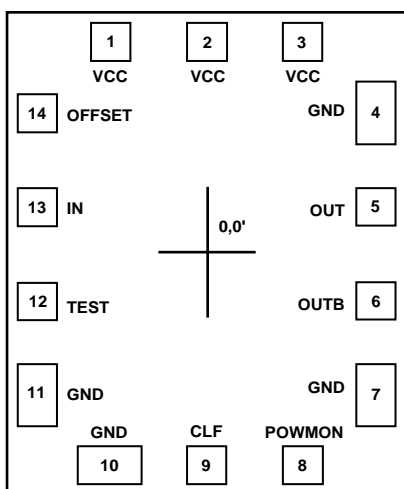 1 2 3
VCC VCC VCC
14 OFFSET GND 4
13 IN OUT 5
0,0'
12 TEST OUTB 6
11 GND GND 7
GND CLF POWMON
10 9 8